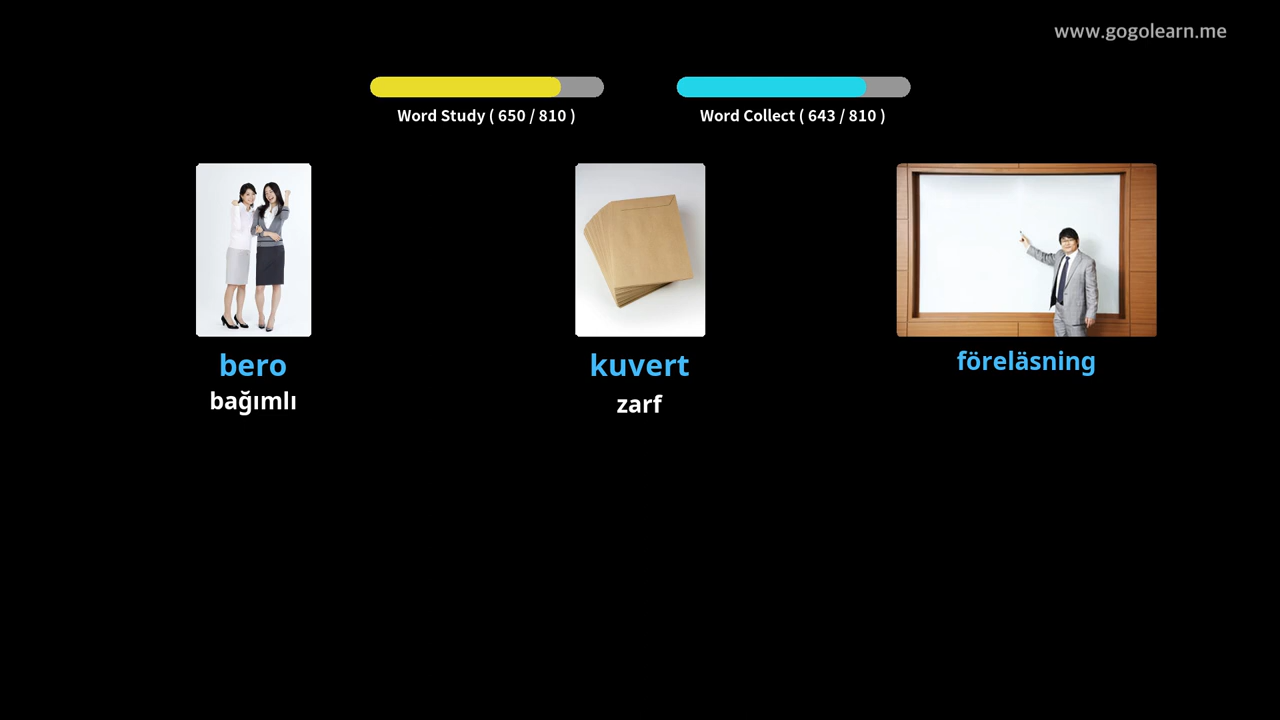 www.gogolearn.me
Word Study ( 650 / 810 )
Word Collect ( 643 / 810 )
bero
bağımlı
kuvert
zarf
föreläsning